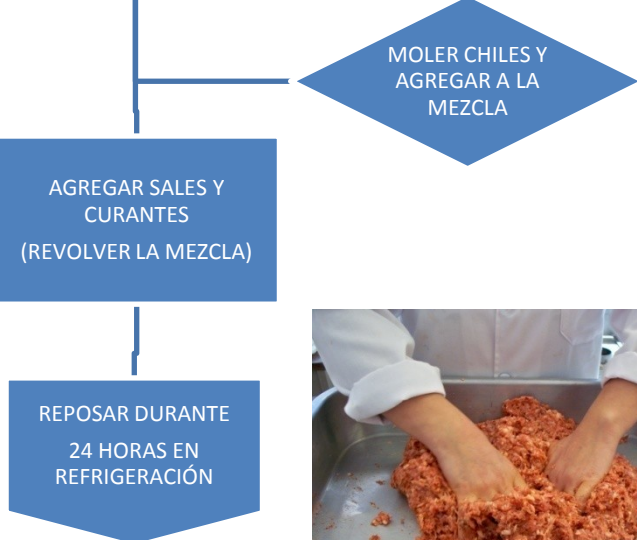 MOLER CHILES Y
AGREGAR A LA
MEZCLA
AGREGAR SALES Y
CURANTES
(REVOLVER LA MEZCLA)
REPOSAR DURANTE
24 HORAS EN
REFRIGERACIÓN